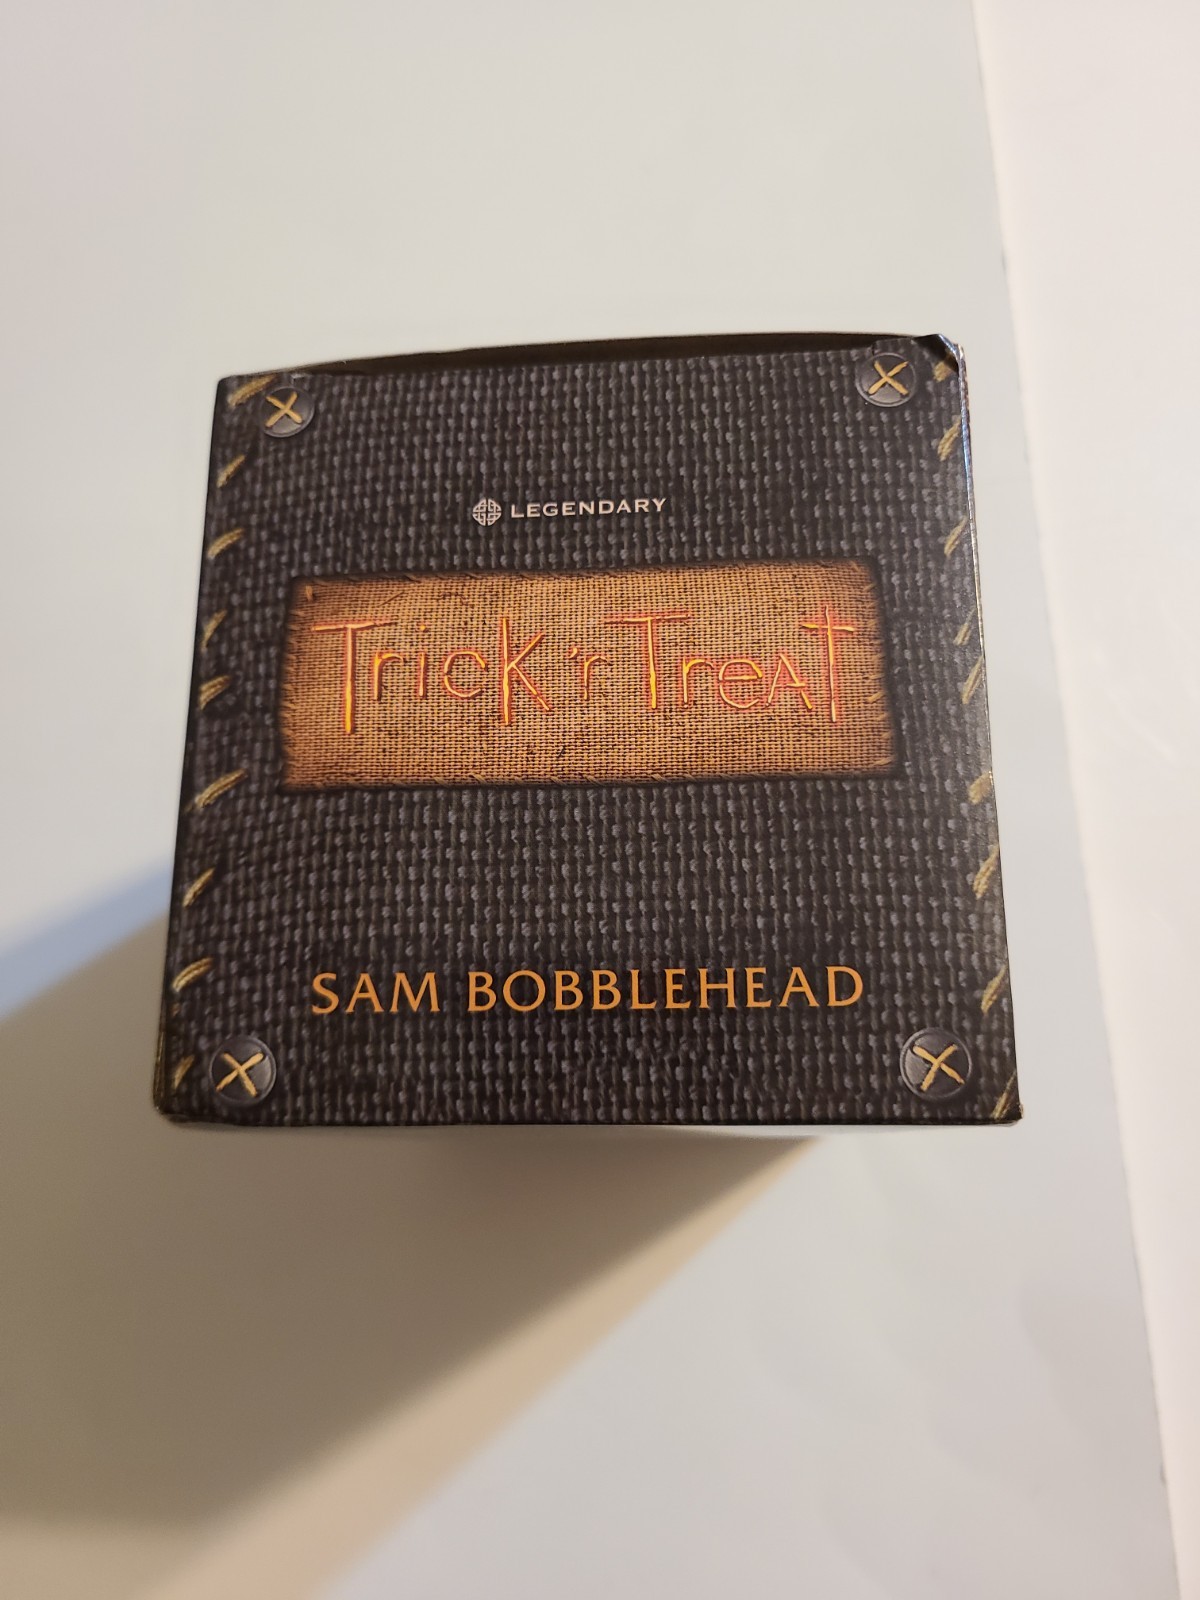 LEGENDARY
Trick 'r Treat
SAM BOBBLEHEAD